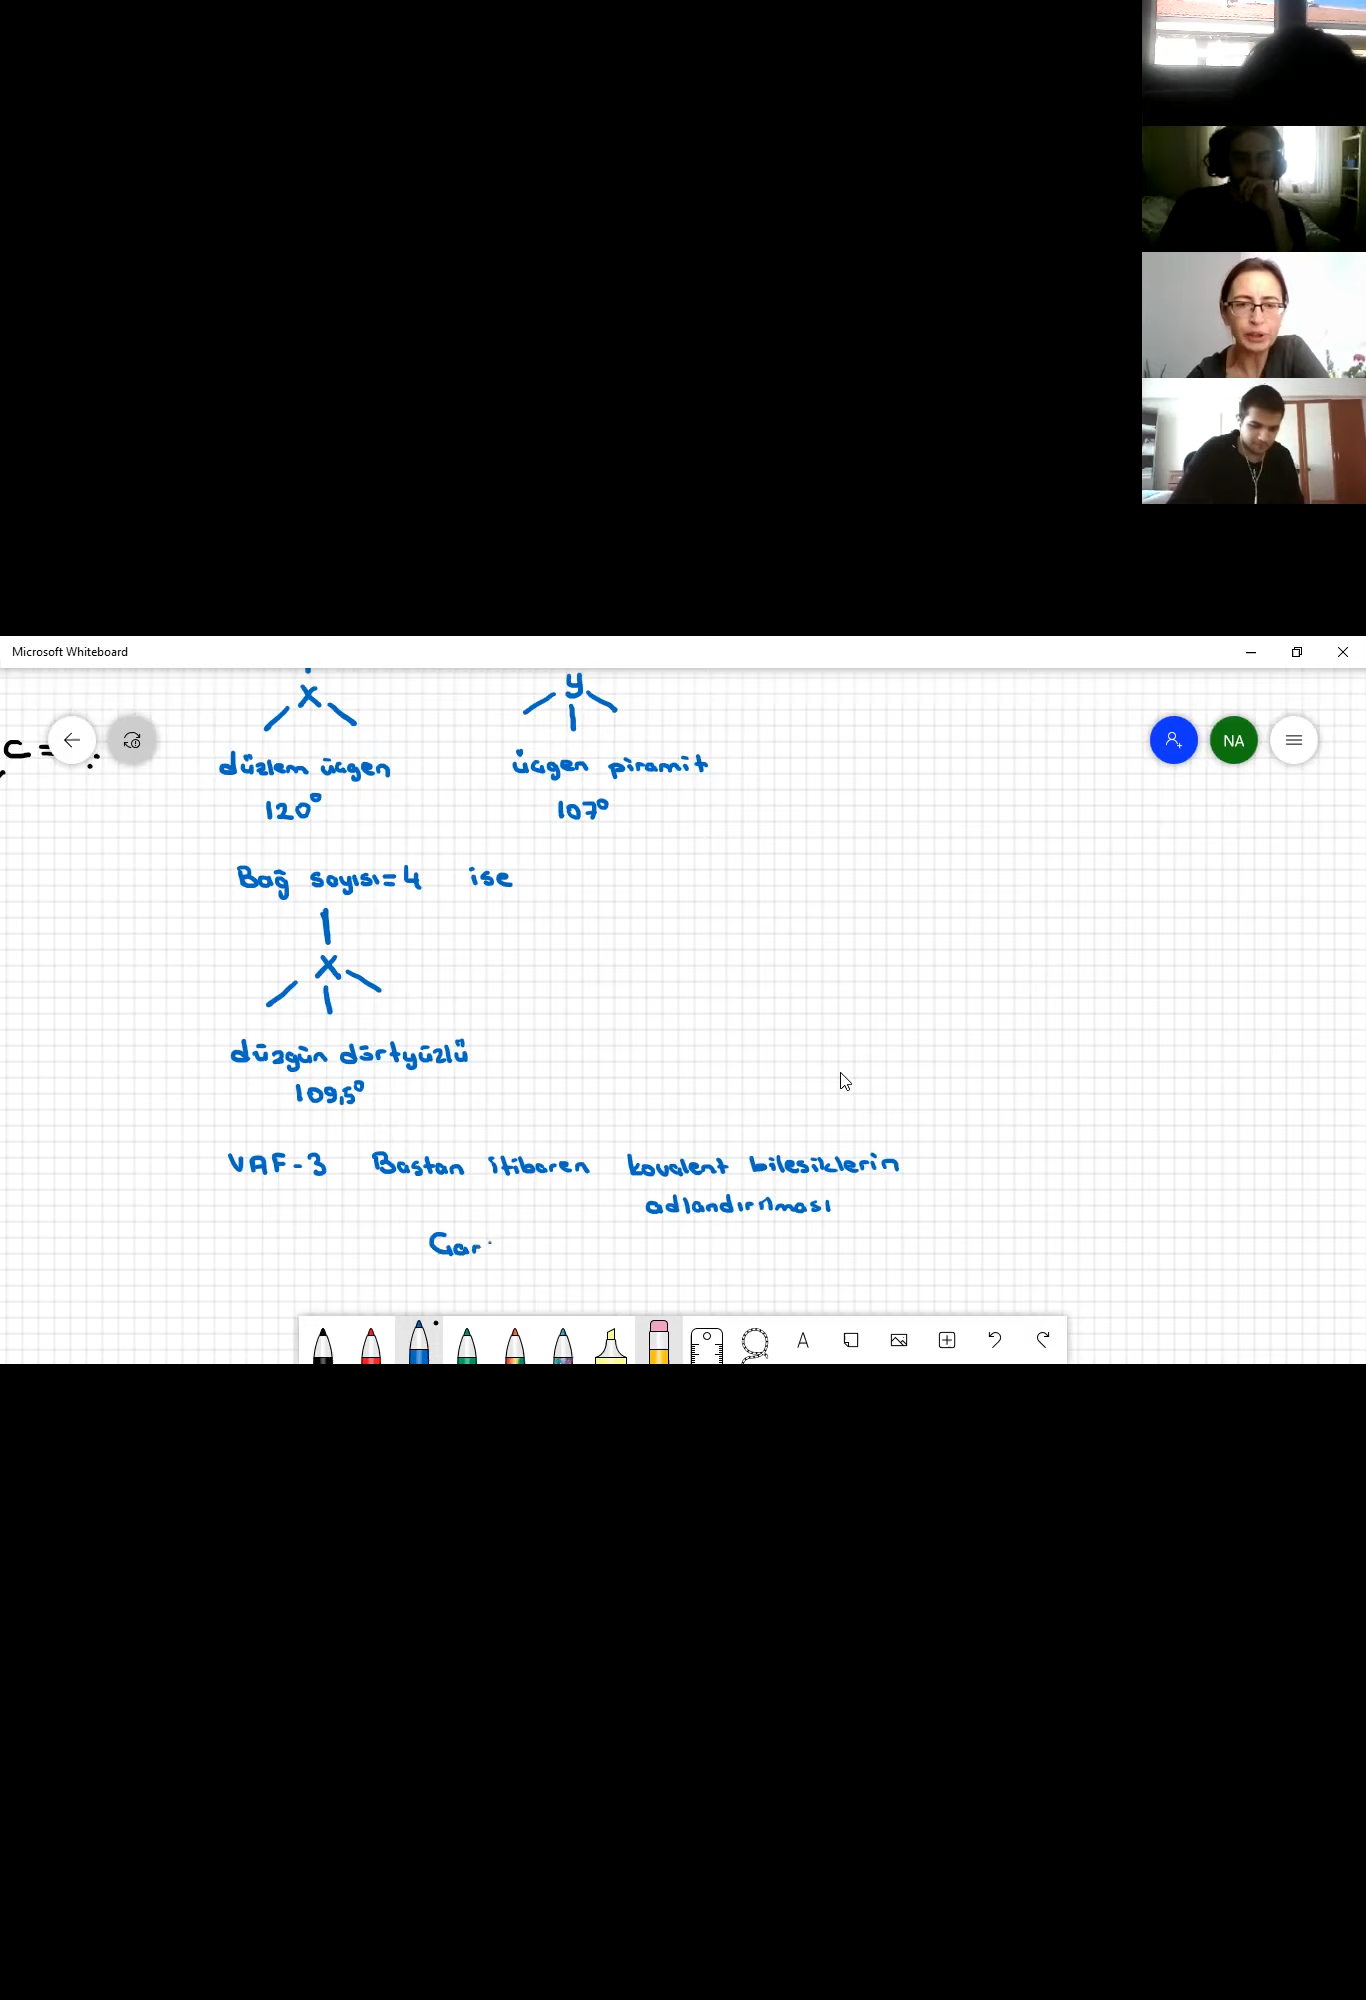 Microsoft Whiteboard
x
y
C =
NA
düzlem üçgen
üçgen piramit
120°
107°
Bağ sayısı=4 ise
x
düzgün dörtyüzlü
109,5°
VAF-3 Baştan itibaren kovalent bileşiklerin
adlandırılması
A